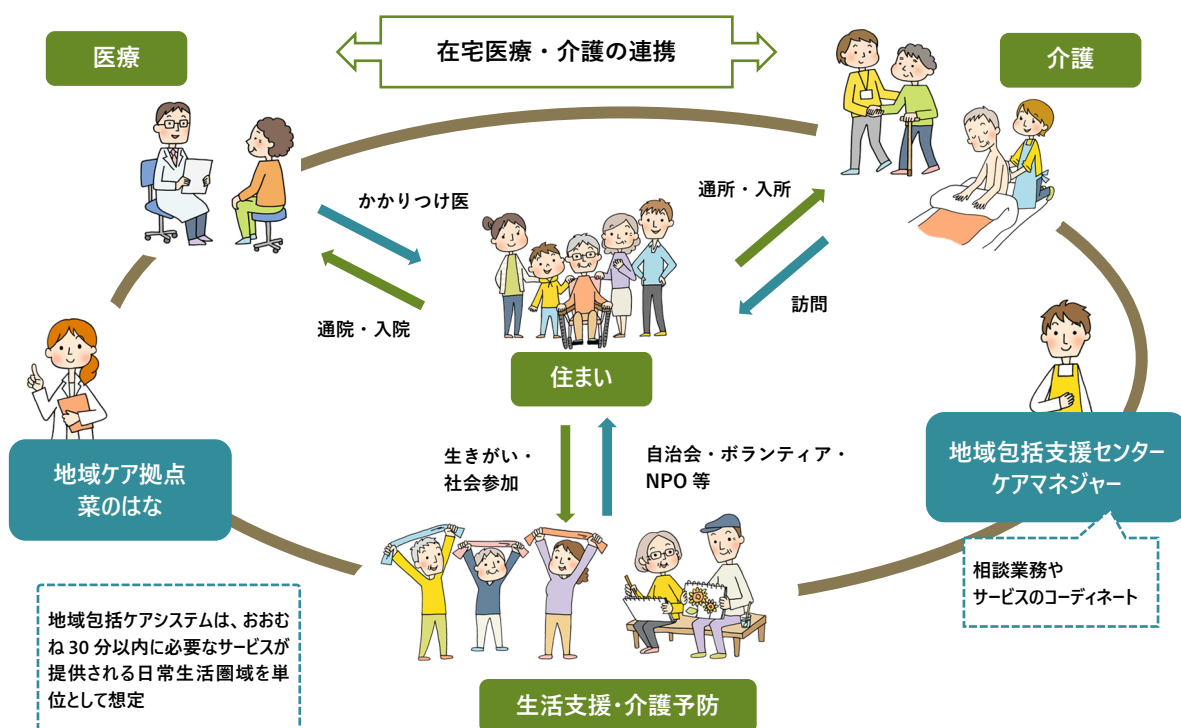 医療
在宅医療・介護の連携
介護
かかりつけ医
通所・入所
通院・入院
訪問
住まい
地域ケア拠点
菜のはな
生きがい・
社会参加
自治会・ボランティア・
NPO 等
地域包括支援センター
ケアマネジャー
相談業務や
サービスのコーディネート
地域包括ケアシステムは、おおむ
ね 30 分以内に必要なサービスが
提供される日常生活圏域を単
位として想定
生活支援・介護予防